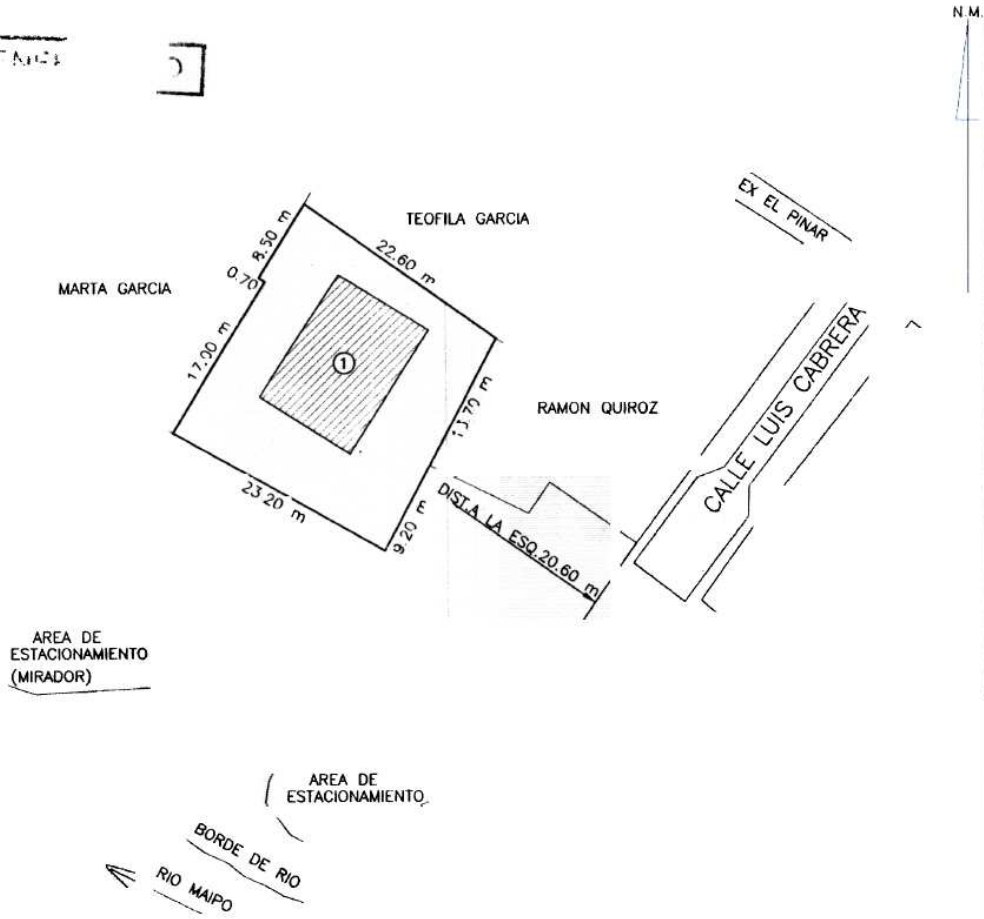 N.M.
EX EL PINAR
TEOFILA GARCIA
8.50 m
22.60 m
0.70
MARTA GARCIA
17.00 m
1
CALLE LUIS CABRERA
RAMON QUIROZ
13.70 m
23.20 m
9.20 m
DIST.A LA ESQ.20.60 m
AREA DE
ESTACIONAMIENTO
(MIRADOR)
AREA DE
ESTACIONAMIENTO
BORDE DE RIO
RIO MAIPO